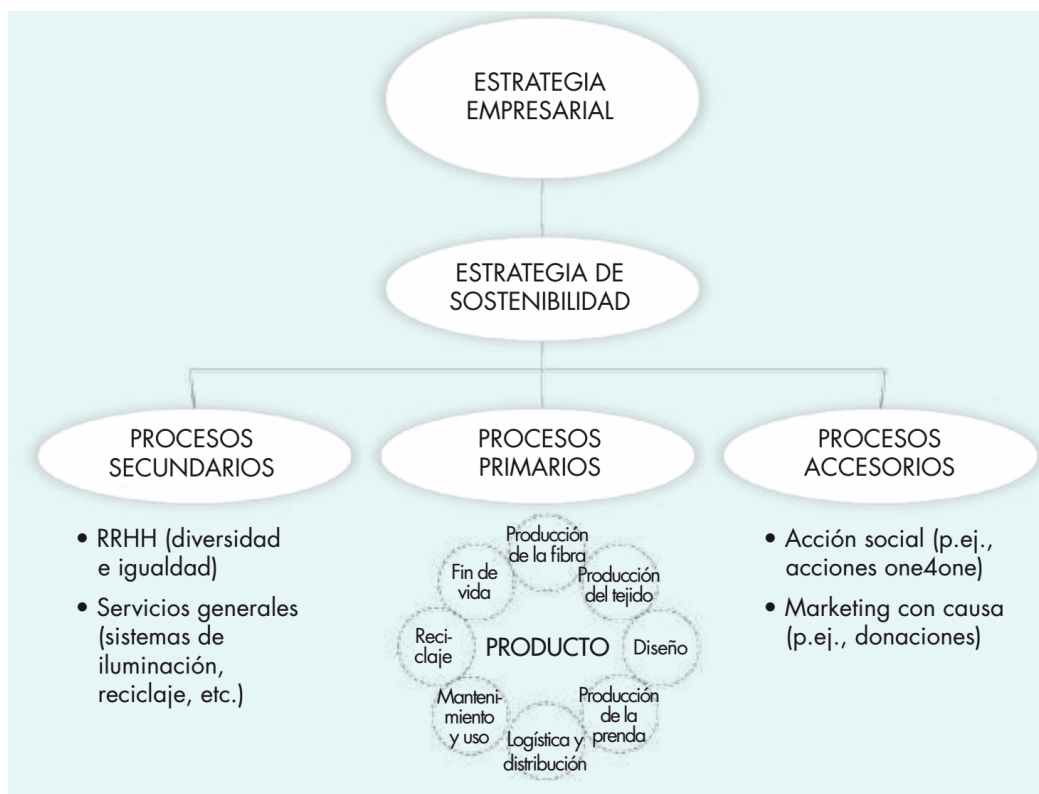 ESTRATEGIA
EMPRESARIAL
ESTRATEGIA DE
SOSTENIBILIDAD
PROCESOS
SECUNDARIOS
• RRHH (diversidad
e igualdad)
• Servicios generales
(sistemas de
iluminación,
reciclaje, etc.)
PROCESOS
PRIMARIOS
Producción
de la fibra
Producción
del tejido
Diseño
Producción
de la
prenda
Logística y
distribución
Manteni-
miento
y uso
Reci-
claje
Fin de
vida
PRODUCTO
PROCESOS
ACCESORIOS
• Acción social (p.ej.,
acciones one4one)
• Marketing con causa
(p.ej., donaciones)